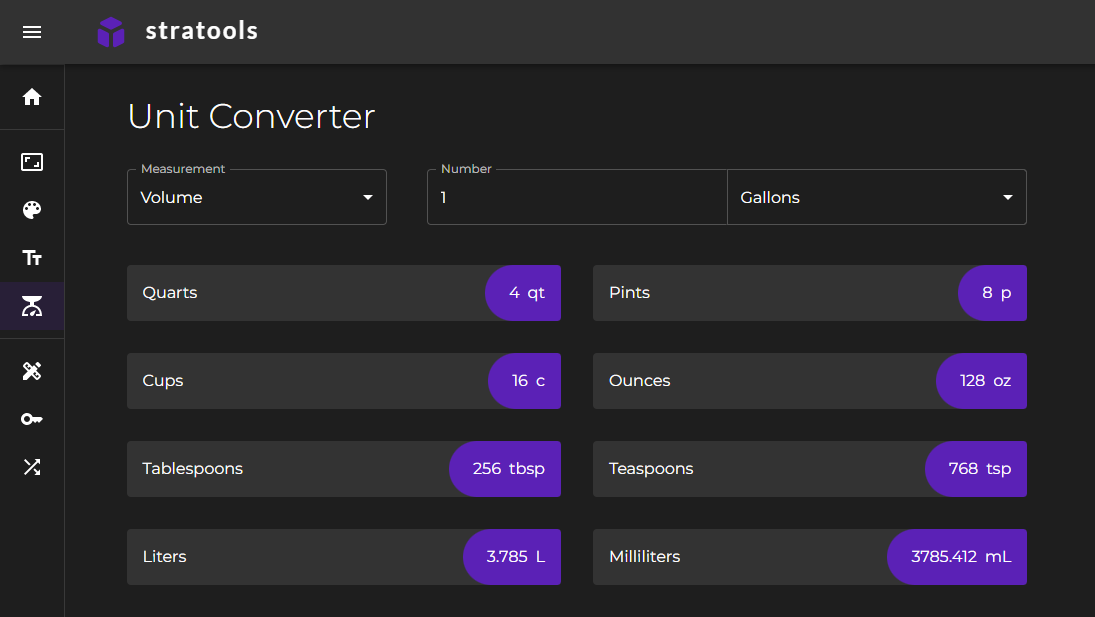 stratools
Unit Converter
Measurement
Volume
Number
1
Gallons
Quarts
4 qt
Pints
8 p
Cups
16 c
Ounces
128 oz
Tablespoons
256 tbsp
Teaspoons
768 tsp
Liters
3.785 L
Milliliters
3785.412 mL